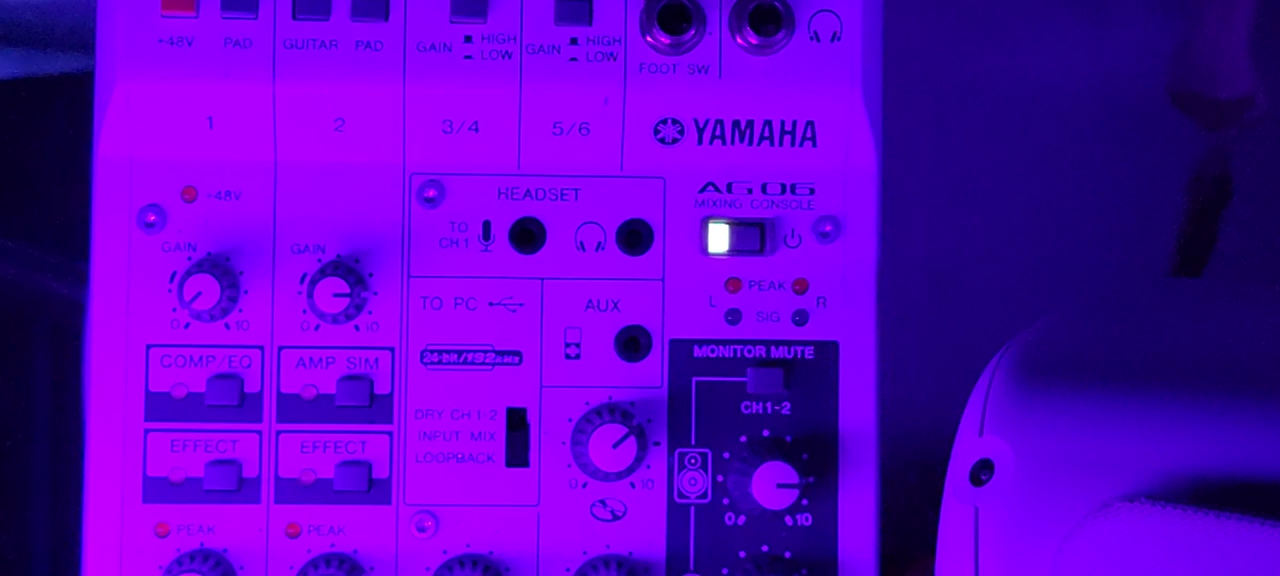 +48V PAD GUITAR PAD GAIN HIGH LOW GAIN HIGH LOW
FOOT SW
1 2 3/4 5/6 YAMAHA
AG06
MIXING CONSOLE
+48V
HEADSET
TO CH 1
GAIN GAIN
0 10 0 10
TO PC
AUX
PEAK
L R
SIG
24-bit/192kHz
MONITOR MUTE
COMP/EQ AMP SIM
CH1-2
DRY CH 1-2
INPUT MIX
LOOPBACK
EFFECT EFFECT
0 10
0 10
PEAK PEAK